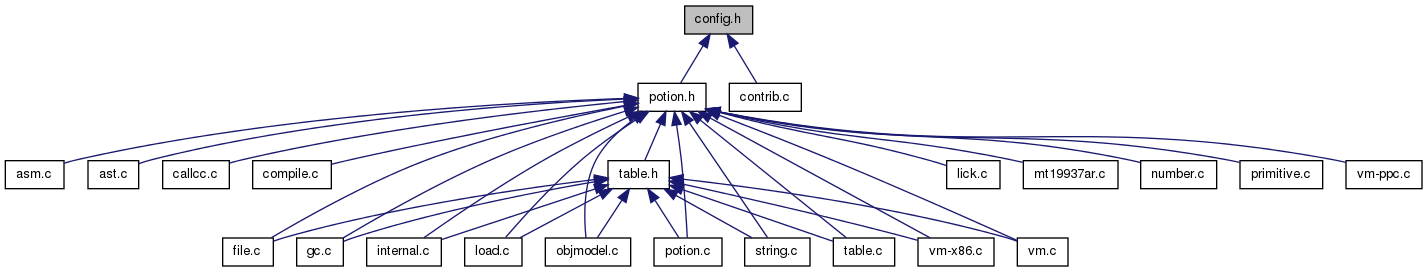 config.h
potion.h
contrib.c
asm.c
ast.c
callcc.c
compile.c
table.h
lick.c
mt19937ar.c
number.c
primitive.c
vm-ppc.c
file.c
gc.c
internal.c
load.c
objmodel.c
potion.c
string.c
table.c
vm-x86.c
vm.c